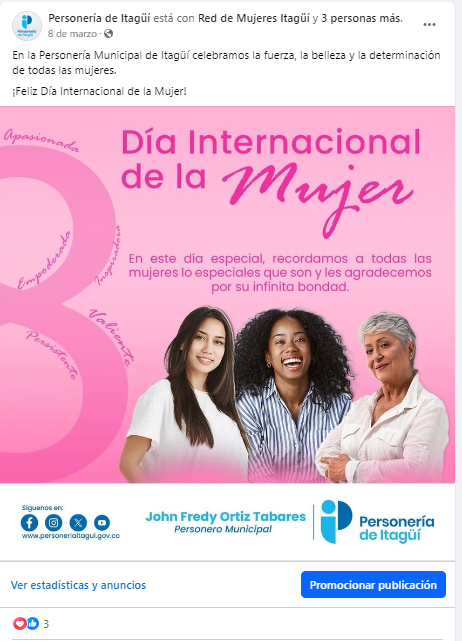 Personería de Itagüí está con Red de Mujeres Itagüí y 3 personas más.
8 de marzo ·
En la Personería Municipal de Itagüí celebramos la fuerza, la belleza y la determinación
de todas las mujeres.
¡Feliz Día Internacional de la Mujer!
Apasionada
Empoderada
Inspiradora
Valiente
Persistente
8
Día Internacional
de la Mujer
En este día especial, recordamos a todas las
mujeres lo especiales que son y les agradecemos
por su infinita bondad.
Síguenos en:
www.personeriaitagui.gov.co
John Fredy Ortiz Tabares
Personero Municipal
Personería
de Itagüí
Ver estadísticas y anuncios
Promocionar publicación
3